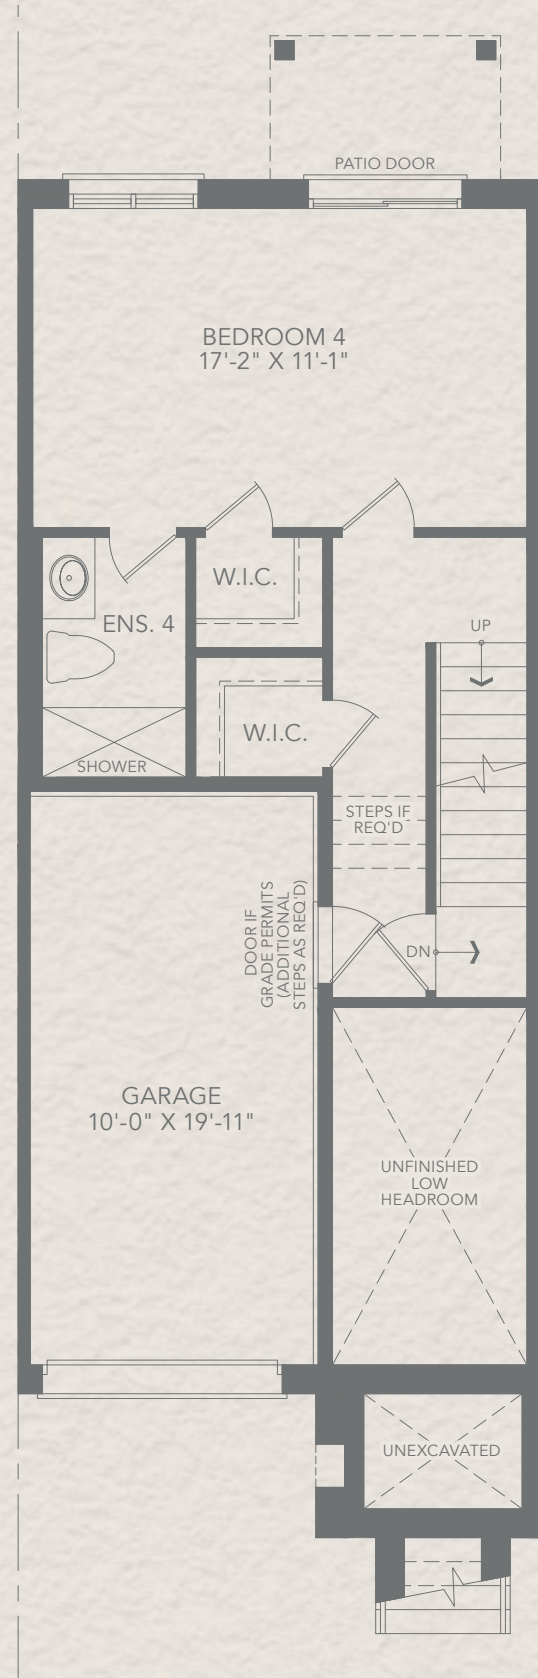 PATIO DOOR
BEDROOM 4
17'-2" X 11'-1"
W.I.C.
ENS. 4
UP
W.I.C.
SHOWER
STEPS IF
REQ'D
DOOR IF
GRADE PERMITS
(ADDITIONAL
STEPS AS REQ'D)
DN
GARAGE
10'-0" X 19'-11"
UNFINISHED
LOW
HEADROOM
UNEXCAVATED